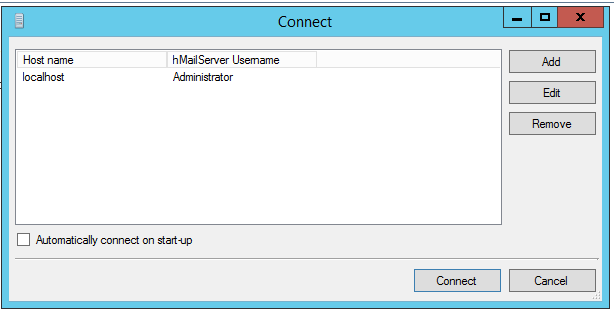 Connect
Host name hMailServer Username
localhost Administrator
Add
Edit
Remove
Automatically connect on start-up
Connect Cancel